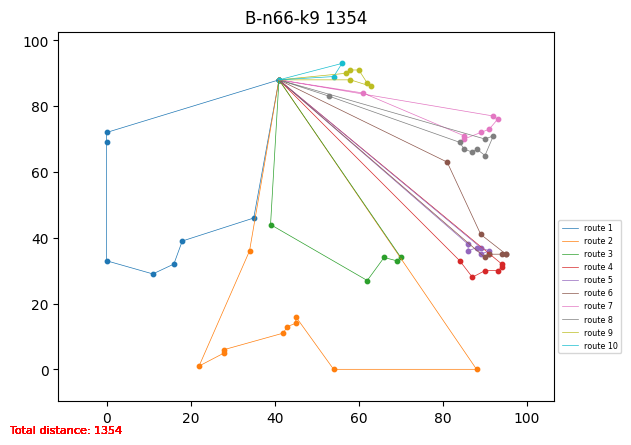 B-n66-k9 1354
100
80
60
40
20
0
0 20 40 60 80 100
route 1
route 2
route 3
route 4
route 5
route 6
route 7
route 8
route 9
route 10
Total distance: 1354